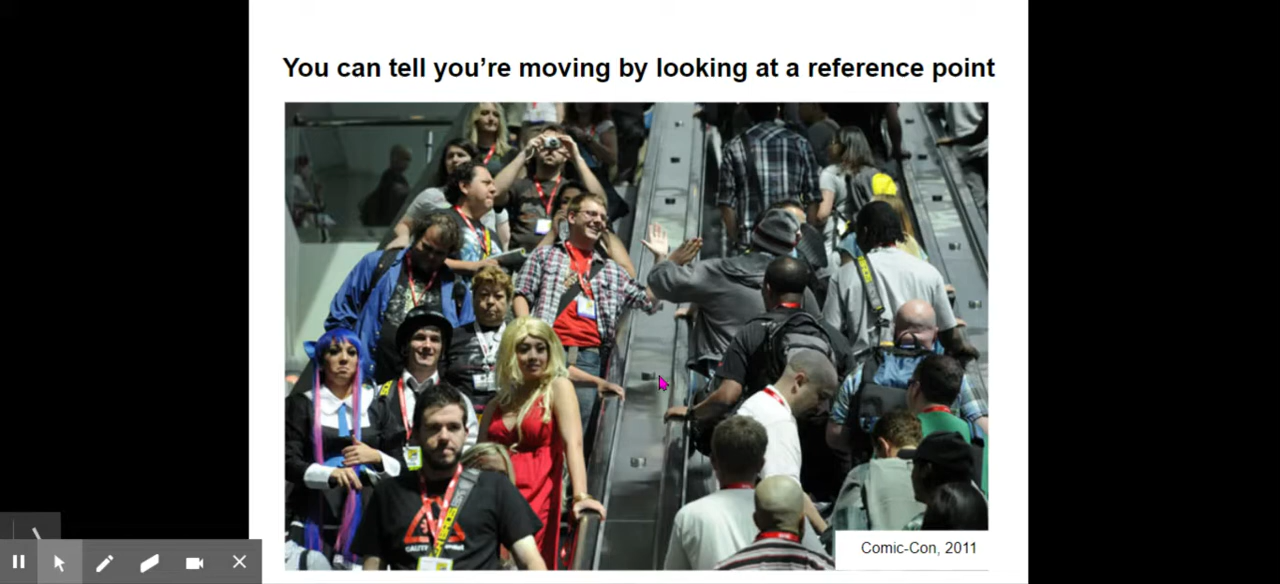 You can tell you're moving by looking at a reference point
Comic-Con, 2011